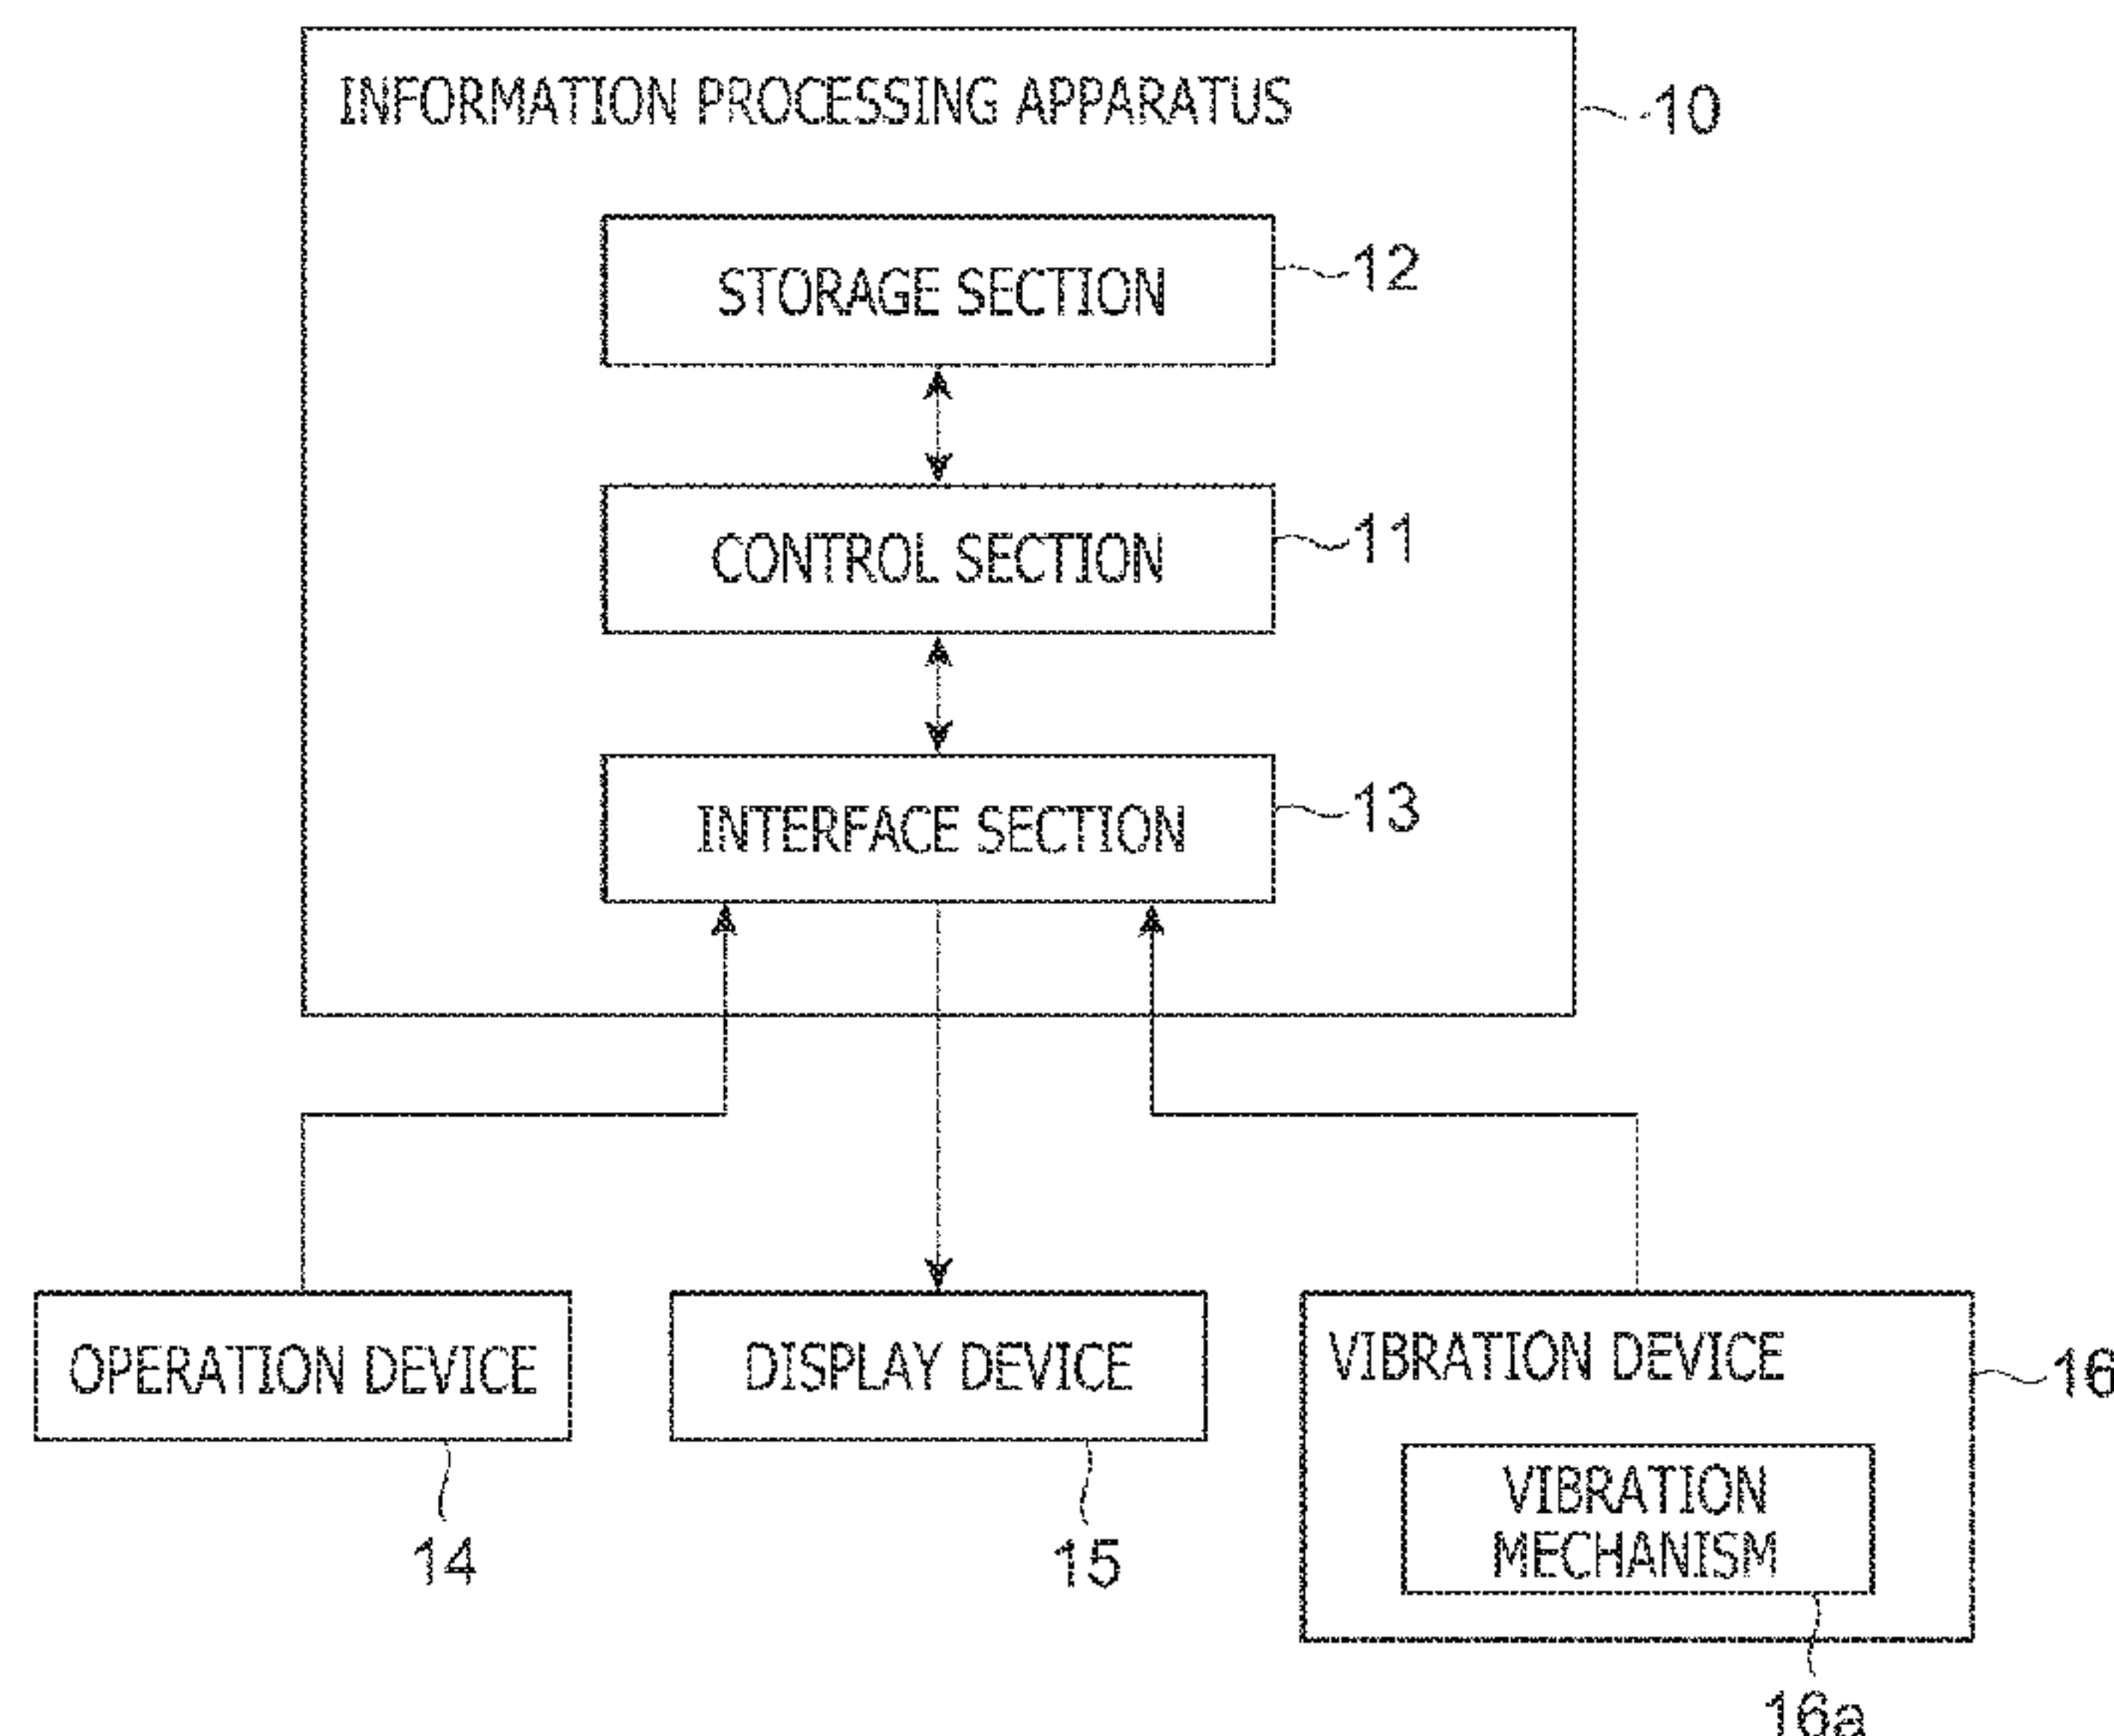 INFORMATION PROCESSING APPARATUS
10
STORAGE SECTION
12
CONTROL SECTION
11
INTERFACE SECTION
13
OPERATION DEVICE
14
DISPLAY DEVICE
15
VIBRATION DEVICE
16
VIBRATION
MECHANISM
16a